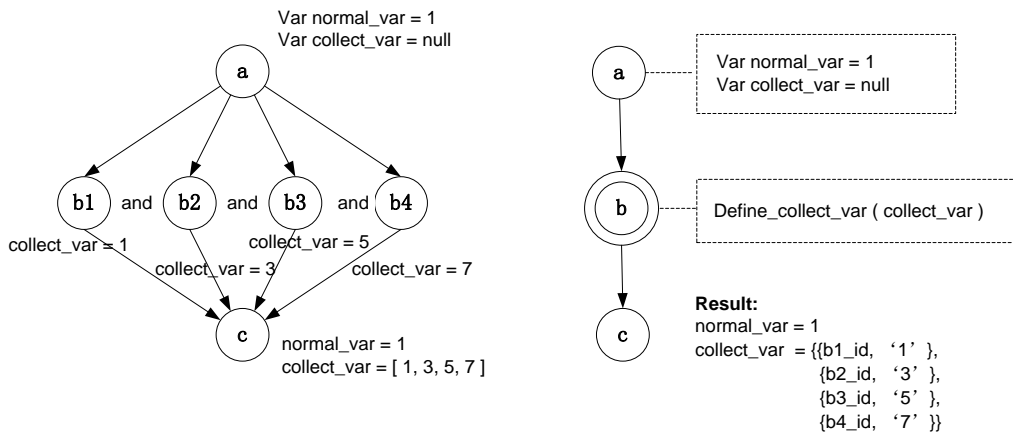 Var normal_var = 1
Var collect_var = null
a
b1 and b2 and b3 and b4
collect_var = 1
collect_var = 3
collect_var = 5
collect_var = 7
c
normal_var = 1
collect_var = [ 1, 3, 5, 7 ]
a
Var normal_var = 1
Var collect_var = null
b
Define_collect_var ( collect_var )
c
Result:
normal_var = 1
collect_var = {{b1_id, ‘1’ },
{b2_id, ‘3’ },
{b3_id, ‘5’ },
{b4_id, ‘7’ }}